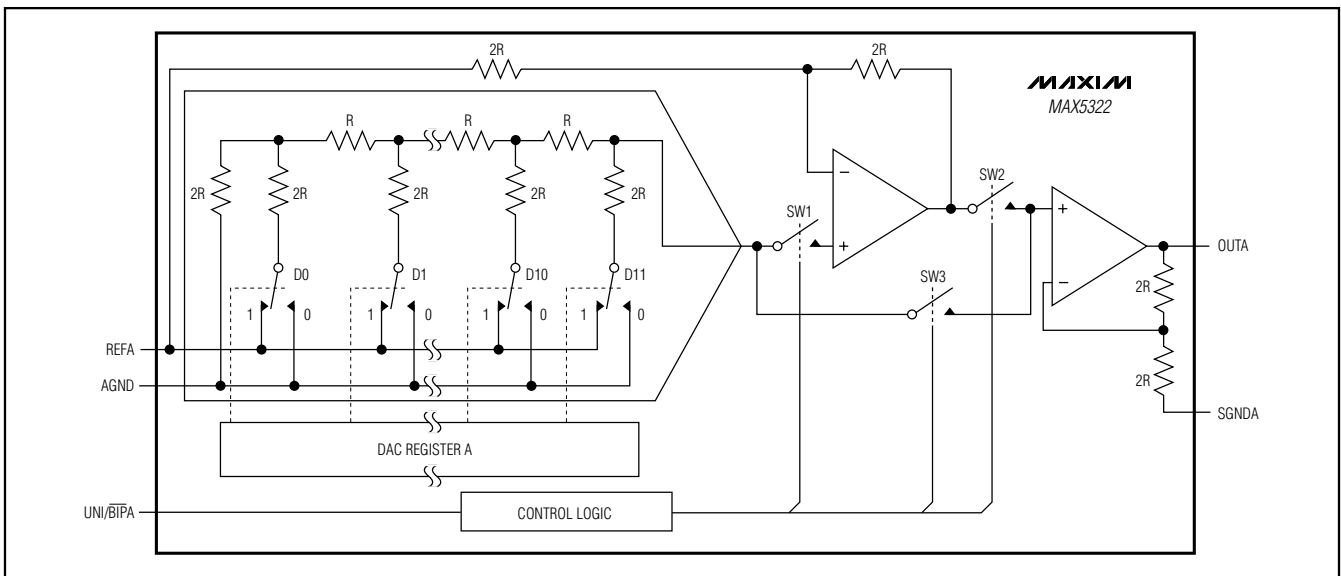 2R
2R
MAXIM
MAX5322
R
R
R
2R
2R
2R
2R
2R
SW1
SW2
SW3
−
+
+
−
OUTA
2R
2R
SGNDA
D0
D1
D10
D11
1
0
1
0
1
0
1
0
REFA
AGND
DAC REGISTER A
UNI/B̅I̅P̅A
CONTROL LOGIC